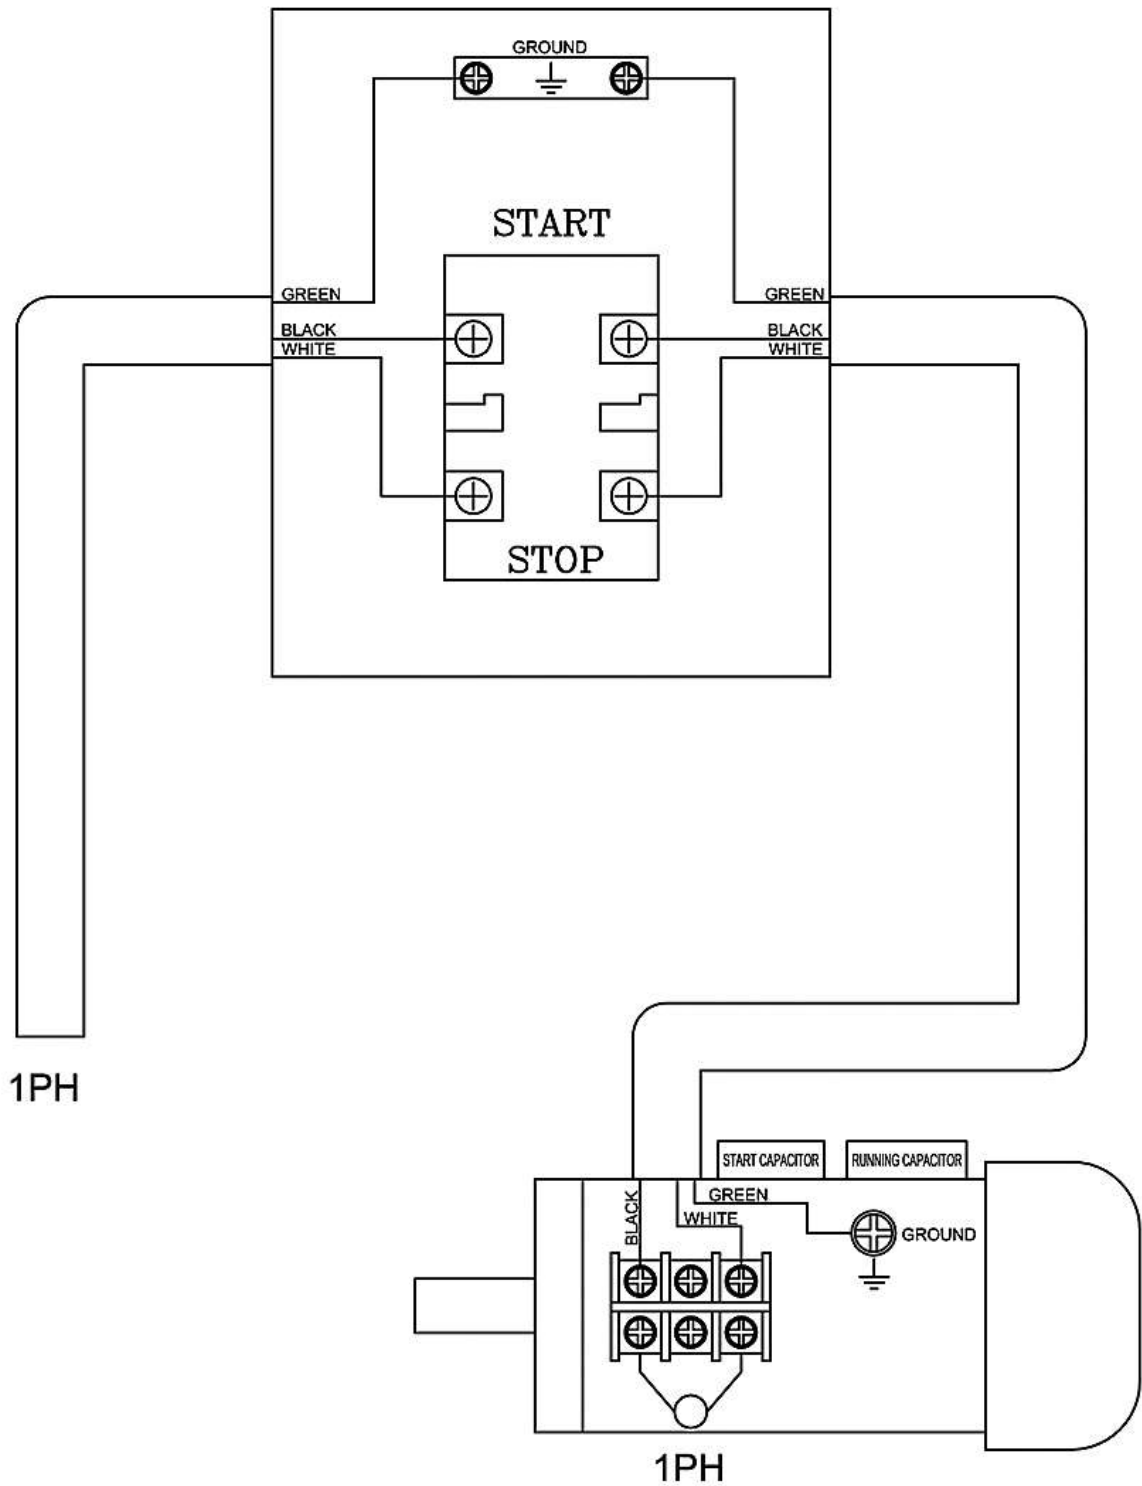 GROUND
START
GREEN
GREEN
BLACK
BLACK
WHITE
WHITE
STOP
1PH
START CAPACITOR
RUNNING CAPACITOR
BLACK
GREEN
WHITE
GROUND
1PH